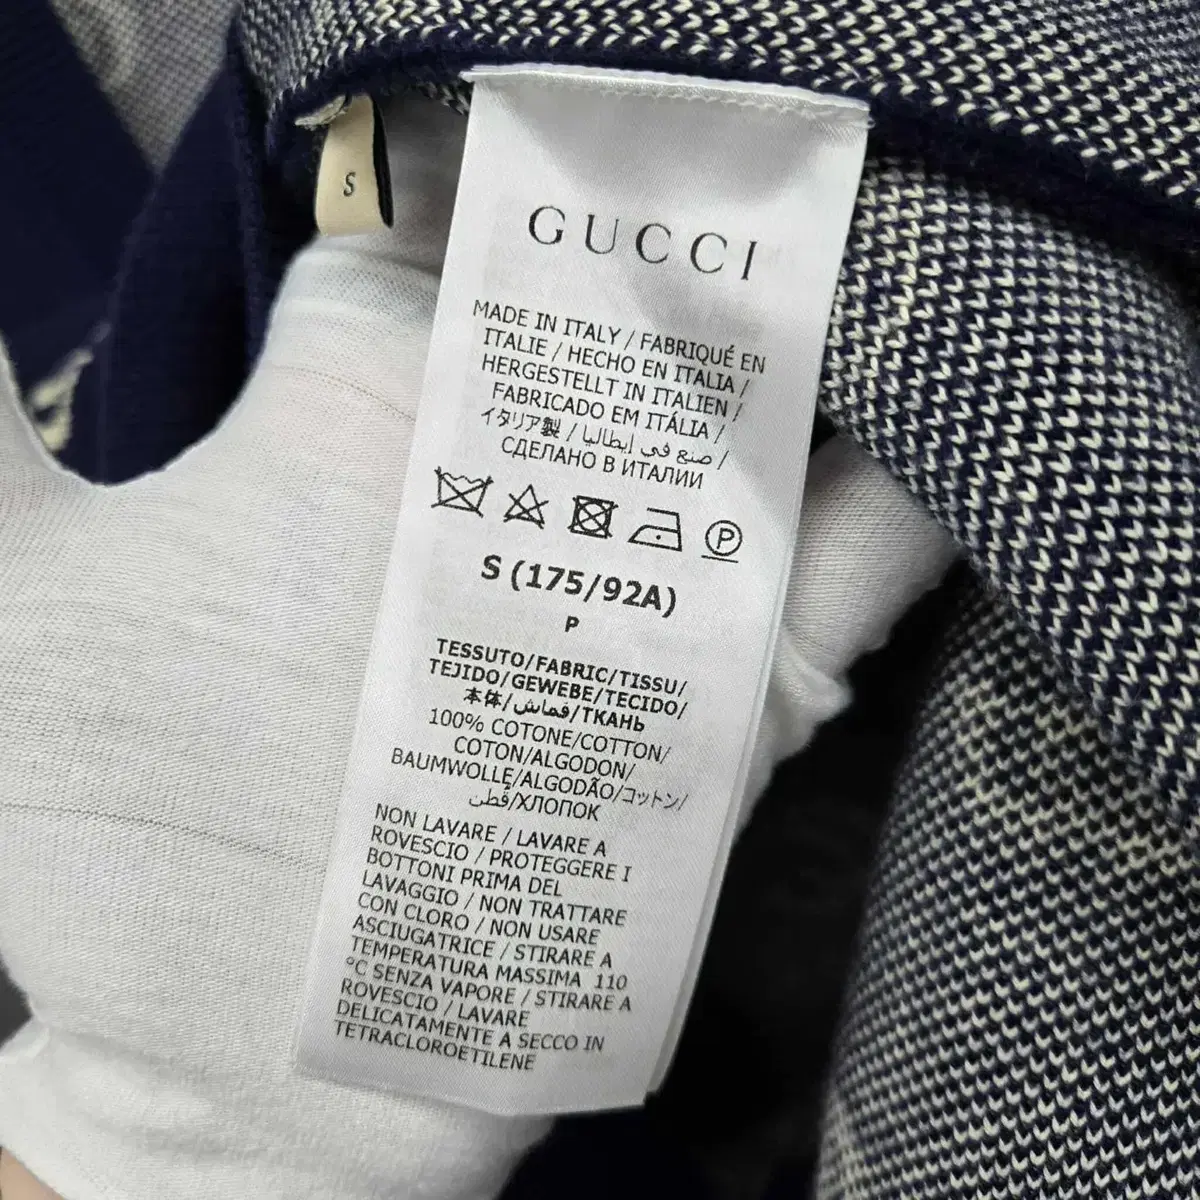 S
GUCCI
MADE IN ITALY / FABRIQUÉ EN
ITALIE / HECHO EN ITALIA /
HERGESTELLT IN ITALIEN /
FABRICADO EM ITÁLIA /
イタリア製 / صنع في إيطاليا /
СДЕЛАНО В ИТАЛИИ
P
S (175/92A)
P
TESSUTO/FABRIC/TISSU/
TEJIDO/GEWEBE/TECIDO/
本体/قماش/ТКАНЬ
100% COTONE/COTTON/
COTON/ALGODON/
BAUMWOLLE/ALGODÃO/コットン/
قطن/ХЛОПОК
NON LAVARE / LAVARE A
ROVESCIO / PROTEGGERE I
BOTTONI PRIMA DEL
LAVAGGIO / NON TRATTARE
CON CLORO / NON USARE
ASCIUGATRICE / STIRARE A
TEMPERATURA MASSIMA 110
°C SENZA VAPORE / STIRARE A
ROVESCIO / LAVARE
DELICATAMENTE A SECCO IN
TETRACLOROETILENE